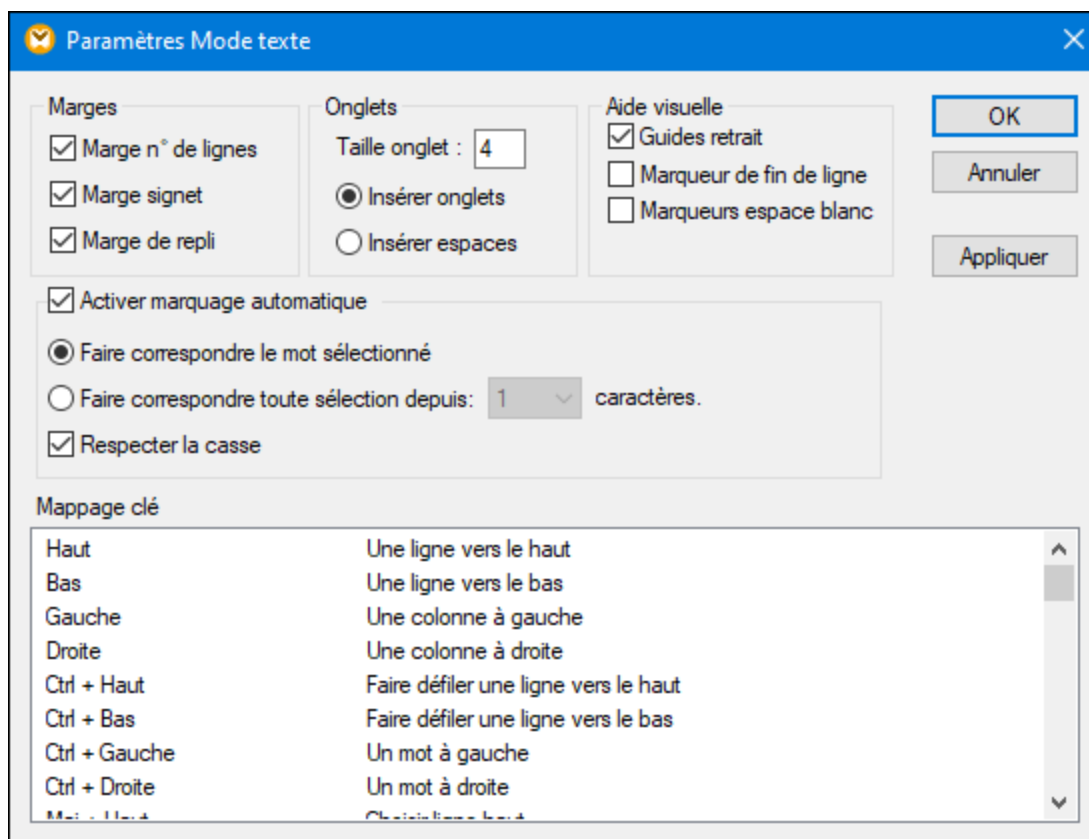 Paramètres Mode texte
Marges
Marge n° de lignes
Marge signet
Marge de repli
Onglets
Taille onglet : 4
Insérer onglets
Insérer espaces
Aide visuelle
Guides retrait
Marqueur de fin de ligne
Marqueurs espace blanc
OK
Annuler
Appliquer
Activer marquage automatique
Faire correspondre le mot sélectionné
Faire correspondre toute sélection depuis: 1 caractères.
Respecter la casse
Mappage clé
Haut Une ligne vers le haut
Bas Une ligne vers le bas
Gauche Une colonne à gauche
Droite Une colonne à droite
Ctrl + Haut Faire défiler une ligne vers le haut
Ctrl + Bas Faire défiler une ligne vers le bas
Ctrl + Gauche Un mot à gauche
Ctrl + Droite Un mot à droite